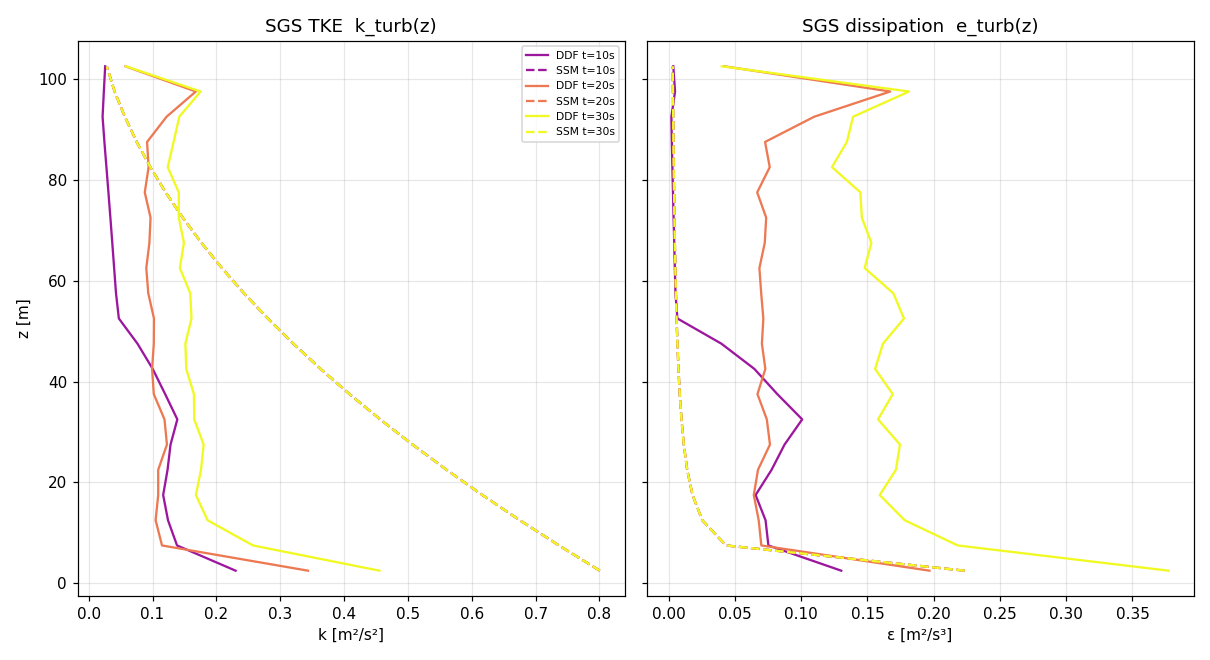 SGS TKE  k_turb(z)
DDF t=10s
SSM t=10s
DDF t=20s
SSM t=20s
DDF t=30s
SSM t=30s
z [m]
100
80
60
40
20
0
0.0 0.1 0.2 0.3 0.4 0.5 0.6 0.7 0.8
k [m²/s²]
SGS dissipation  e_turb(z)
0.00 0.05 0.10 0.15 0.20 0.25 0.30 0.35
ε [m²/s³]